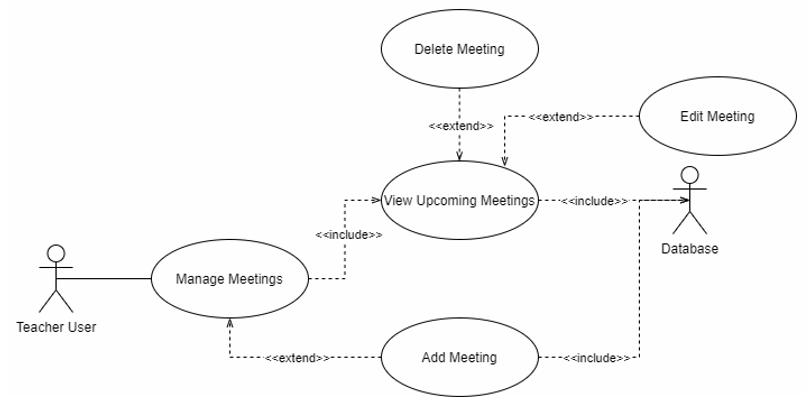 Delete Meeting
<<extend>>
<<extend>>
Edit Meeting
View Upcoming Meetings
<<include>>
Database
<<include>>
Manage Meetings
Teacher User
<<extend>>
Add Meeting
<<include>>